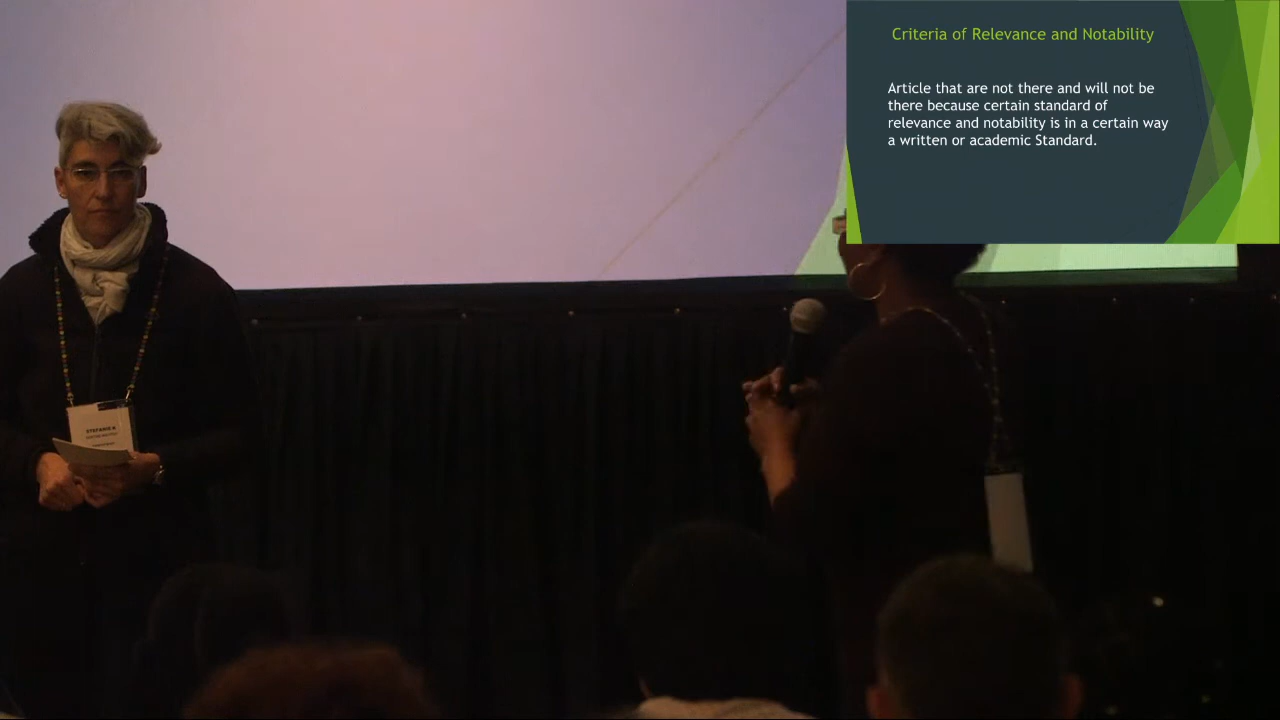 Criteria of Relevance and Notability
Article that are not there and will not be
there because certain standard of
relevance and notability is in a certain way
a written or academic Standard.